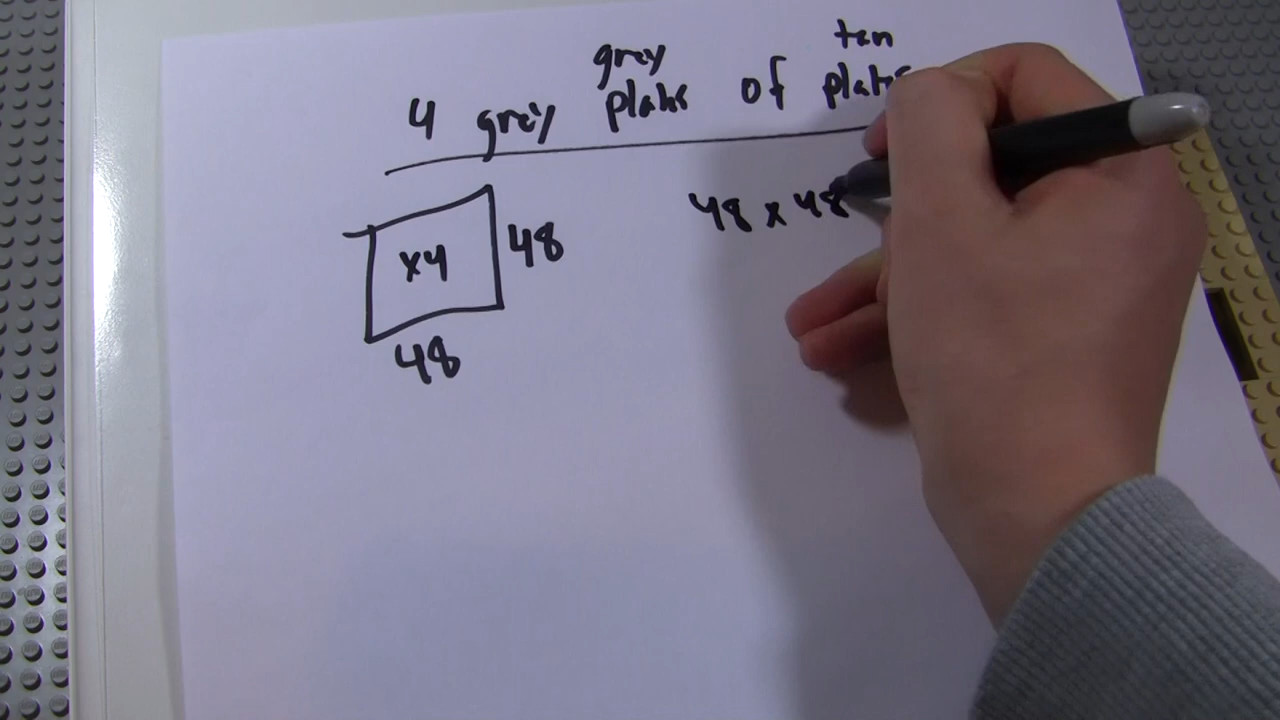 grey tan
4 grey plates of plates
x4 48 48 x 48
48